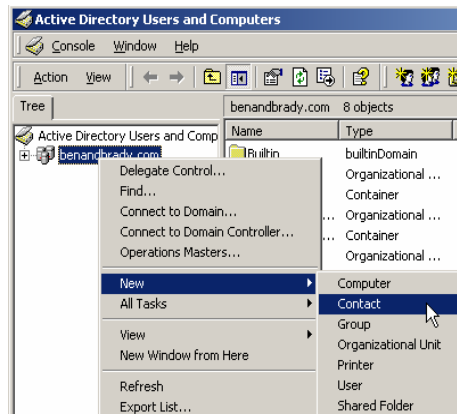 Active Directory Users and Computers
Console Window Help
Action View
Tree
benandbrady.com 8 objects
Active Directory Users and Comp
benandbrady.com
Name Type
Builtin builtinDomain
Organizational ...
Container
... Organizational ...
... Container
Organizational ...
Delegate Control...
Find...
Connect to Domain...
Connect to Domain Controller...
Operations Masters...
New
All Tasks
View
New Window from Here
Refresh
Export List...
Computer
Contact
Group
Organizational Unit
Printer
User
Shared Folder